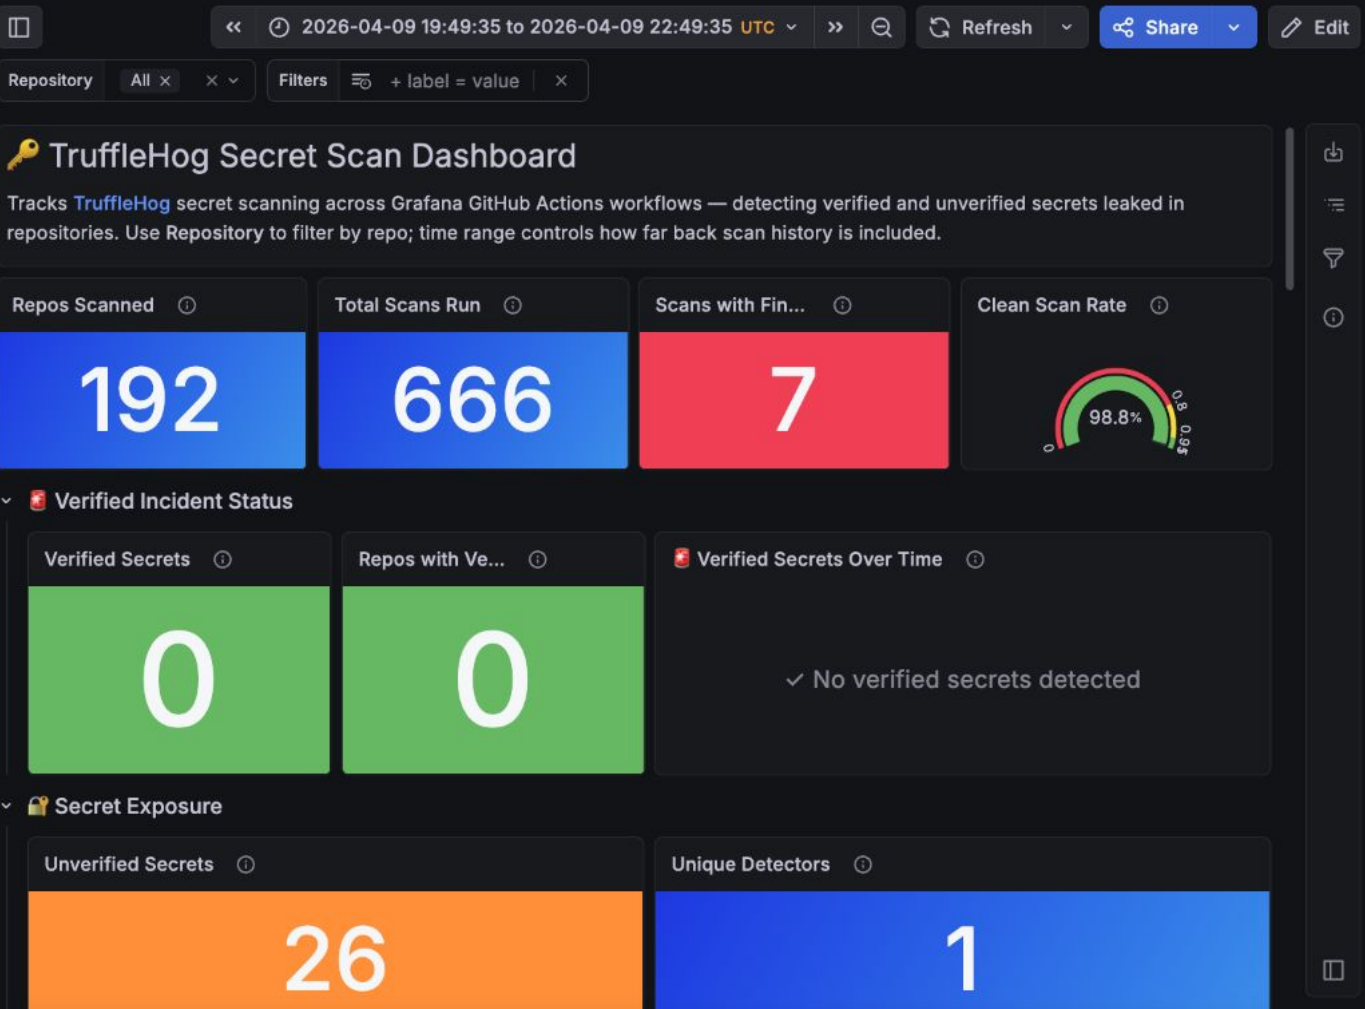 2026-04-09 19:49:35 to 2026-04-09 22:49:35 UTC
Refresh
Share
Edit
Repository
All
Filters
+ label = value
TruffleHog Secret Scan Dashboard
Tracks TruffleHog secret scanning across Grafana GitHub Actions workflows — detecting verified and unverified secrets leaked in
repositories. Use Repository to filter by repo; time range controls how far back scan history is included.
Repos Scanned
Total Scans Run
Scans with Fin...
Clean Scan Rate
192
666
7
98.8%
0
0.8
Verified Incident Status
Verified Secrets
Repos with Ve...
Verified Secrets Over Time
0
0
✓ No verified secrets detected
Secret Exposure
Unverified Secrets
Unique Detectors
26
1